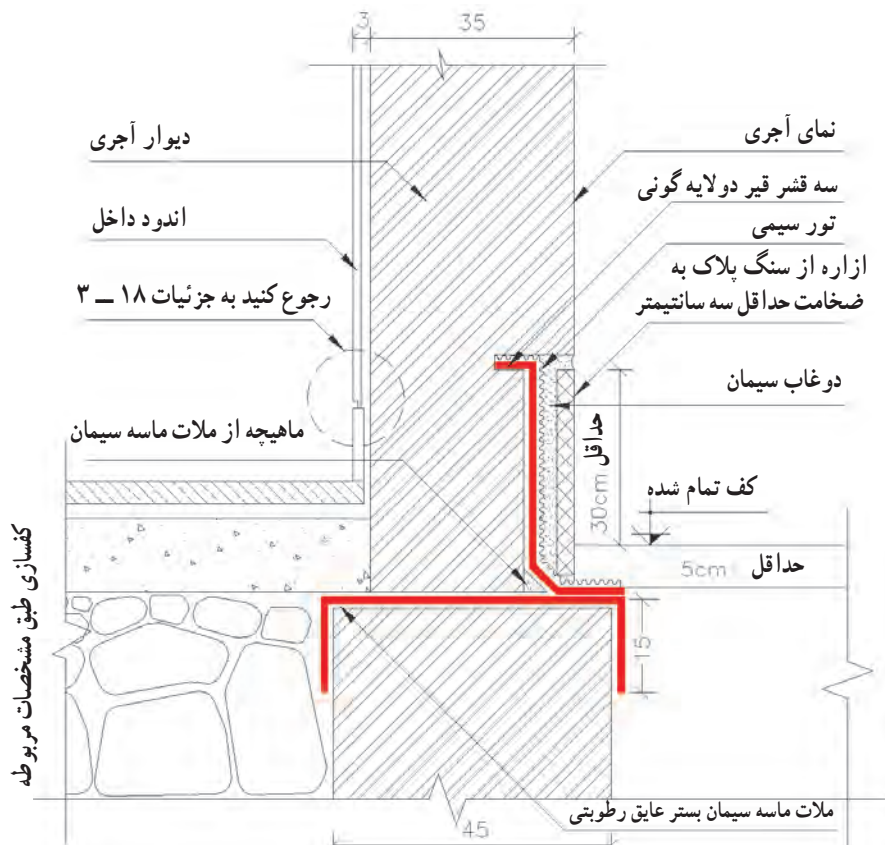 3
35
نمای آجری
سه قشر قیر دولایه گونی
تور سیمی
ازاره از سنگ پلاک به
ضخامت حداقل سه سانتیمتر
دوغاب سیمان
حداقل
30cm
کف تمام شده
حداقل
5cm
15
دیوار آجری
اندود داخل
رجوع کنید به جزئیات ۱۸ – ۳
ماهیچه از ملات ماسه سیمان
کفسازی طبق مشخصات مربوطه
ملات ماسه سیمان بستر عایق رطوبتی
45